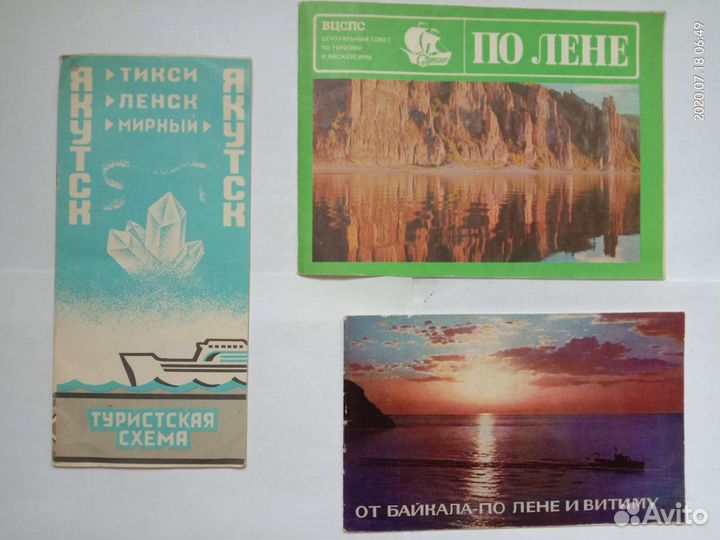 ЯКУТСК
ТИКСИ
ЛЕНСК
МИРНЫЙ
ЯКУТСК
ТУРИСТСКАЯ
СХЕМА
ВЦСПС
ЦЕНТРАЛЬНЫЙ СОВЕТ
ПО ТУРИЗМУ
И ЭКСКУРСИЯМ
ПО ЛЕНЕ
ОТ БАЙКАЛА-ПО ЛЕНЕ И ВИТИМУ
2020.07.18 06:49
Avito